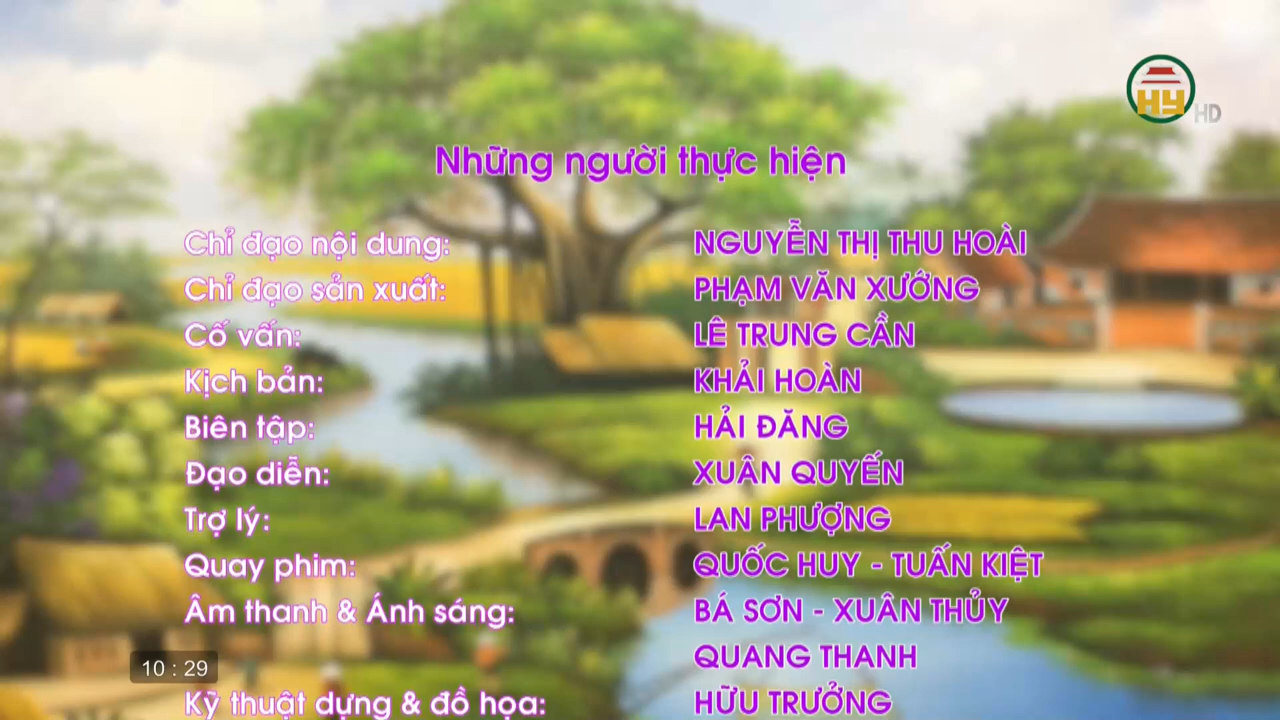 HY HD
Những người thực hiện
Chỉ đạo nội dung: NGUYỄN THỊ THU HOÀI
Chỉ đạo sản xuất: PHẠM VĂN XƯỚNG
Cố vấn: LÊ TRUNG CẦN
Kịch bản: KHẢI HOÀN
Biên tập: HẢI ĐĂNG
Đạo diễn: XUÂN QUYẾN
Trợ lý: LAN PHƯỢNG
Quay phim: QUỐC HUY - TUẤN KIỆT
Âm thanh & Ánh sáng: BÁ SƠN - XUÂN THỦY
QUANG THANH
10 : 29
Kỹ thuật dựng & đồ họa: HỮU TRƯỞNG